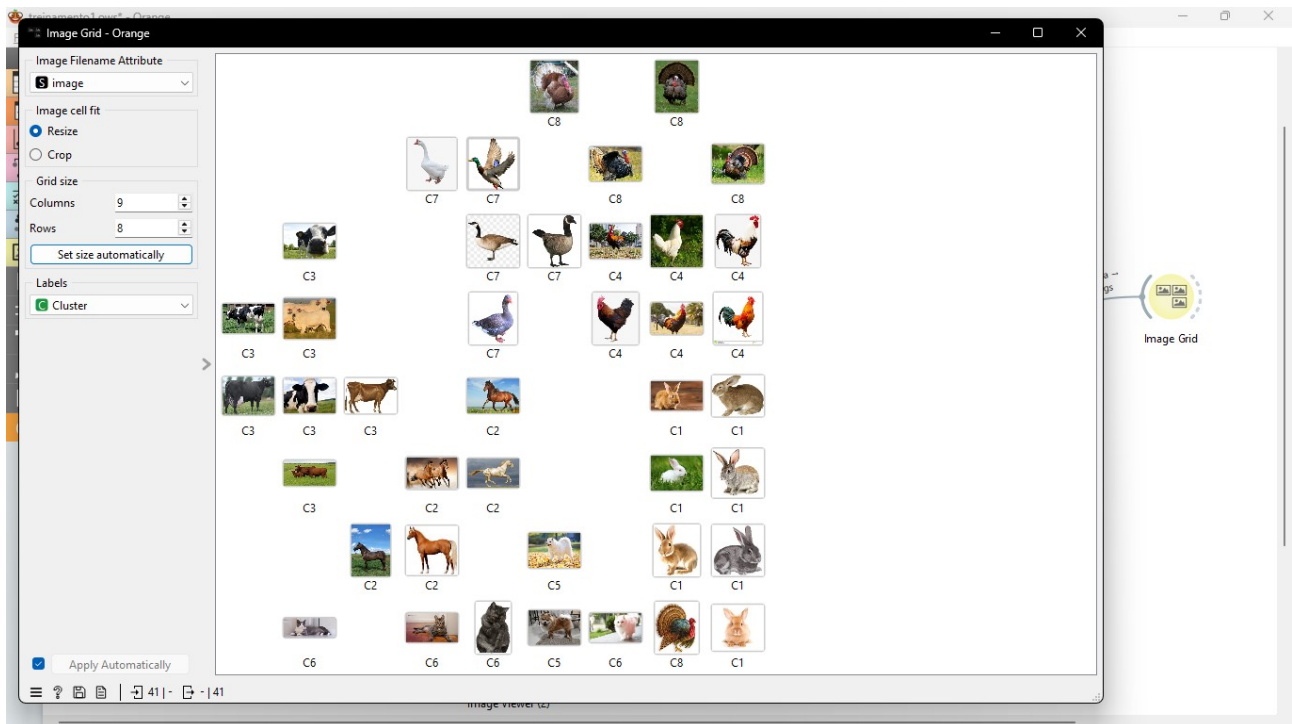 treinamento1.ows* - Orange
Image Grid - Orange
Image Filename Attribute
S image
Image cell fit
Resize
Crop
Grid size
Columns 9
Rows 8
Set size automatically
Labels
C Cluster
Apply Automatically
41 | - - | 41
C8 C8
C7 C7 C8 C8
C3 C7 C7 C4 C4 C4
C3 C3 C7 C4 C4 C4
C3 C3 C3 C2 C1 C1
C3 C2 C2 C1 C1
C2 C2 C5 C1 C1
C6 C6 C6 C5 C6 C8 C1
Image Grid
Image Viewer (2)